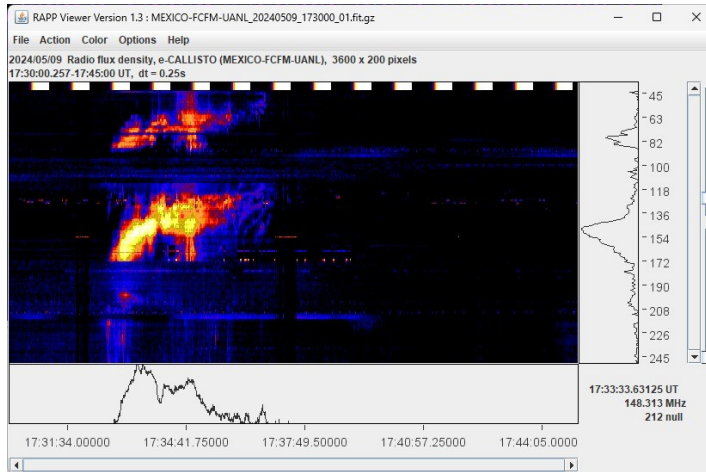 RAPP Viewer Version 1.3 : MEXICO-FCFM-UANL_20240509_173000_01.fit.gz
File Action Color Options Help
2024/05/09 Radio flux density, e-CALLISTO (MEXICO-FCFM-UANL), 3600 x 200 pixels
17:30:00.257-17:45:00 UT, dt = 0.25s
45
63
82
100
118
136
154
172
190
208
226
245
17:33:33.63125 UT
148.313 MHz
212 null
17:31:34.00000 17:34:41.75000 17:37:49.50000 17:40:57.25000 17:44:05.0000